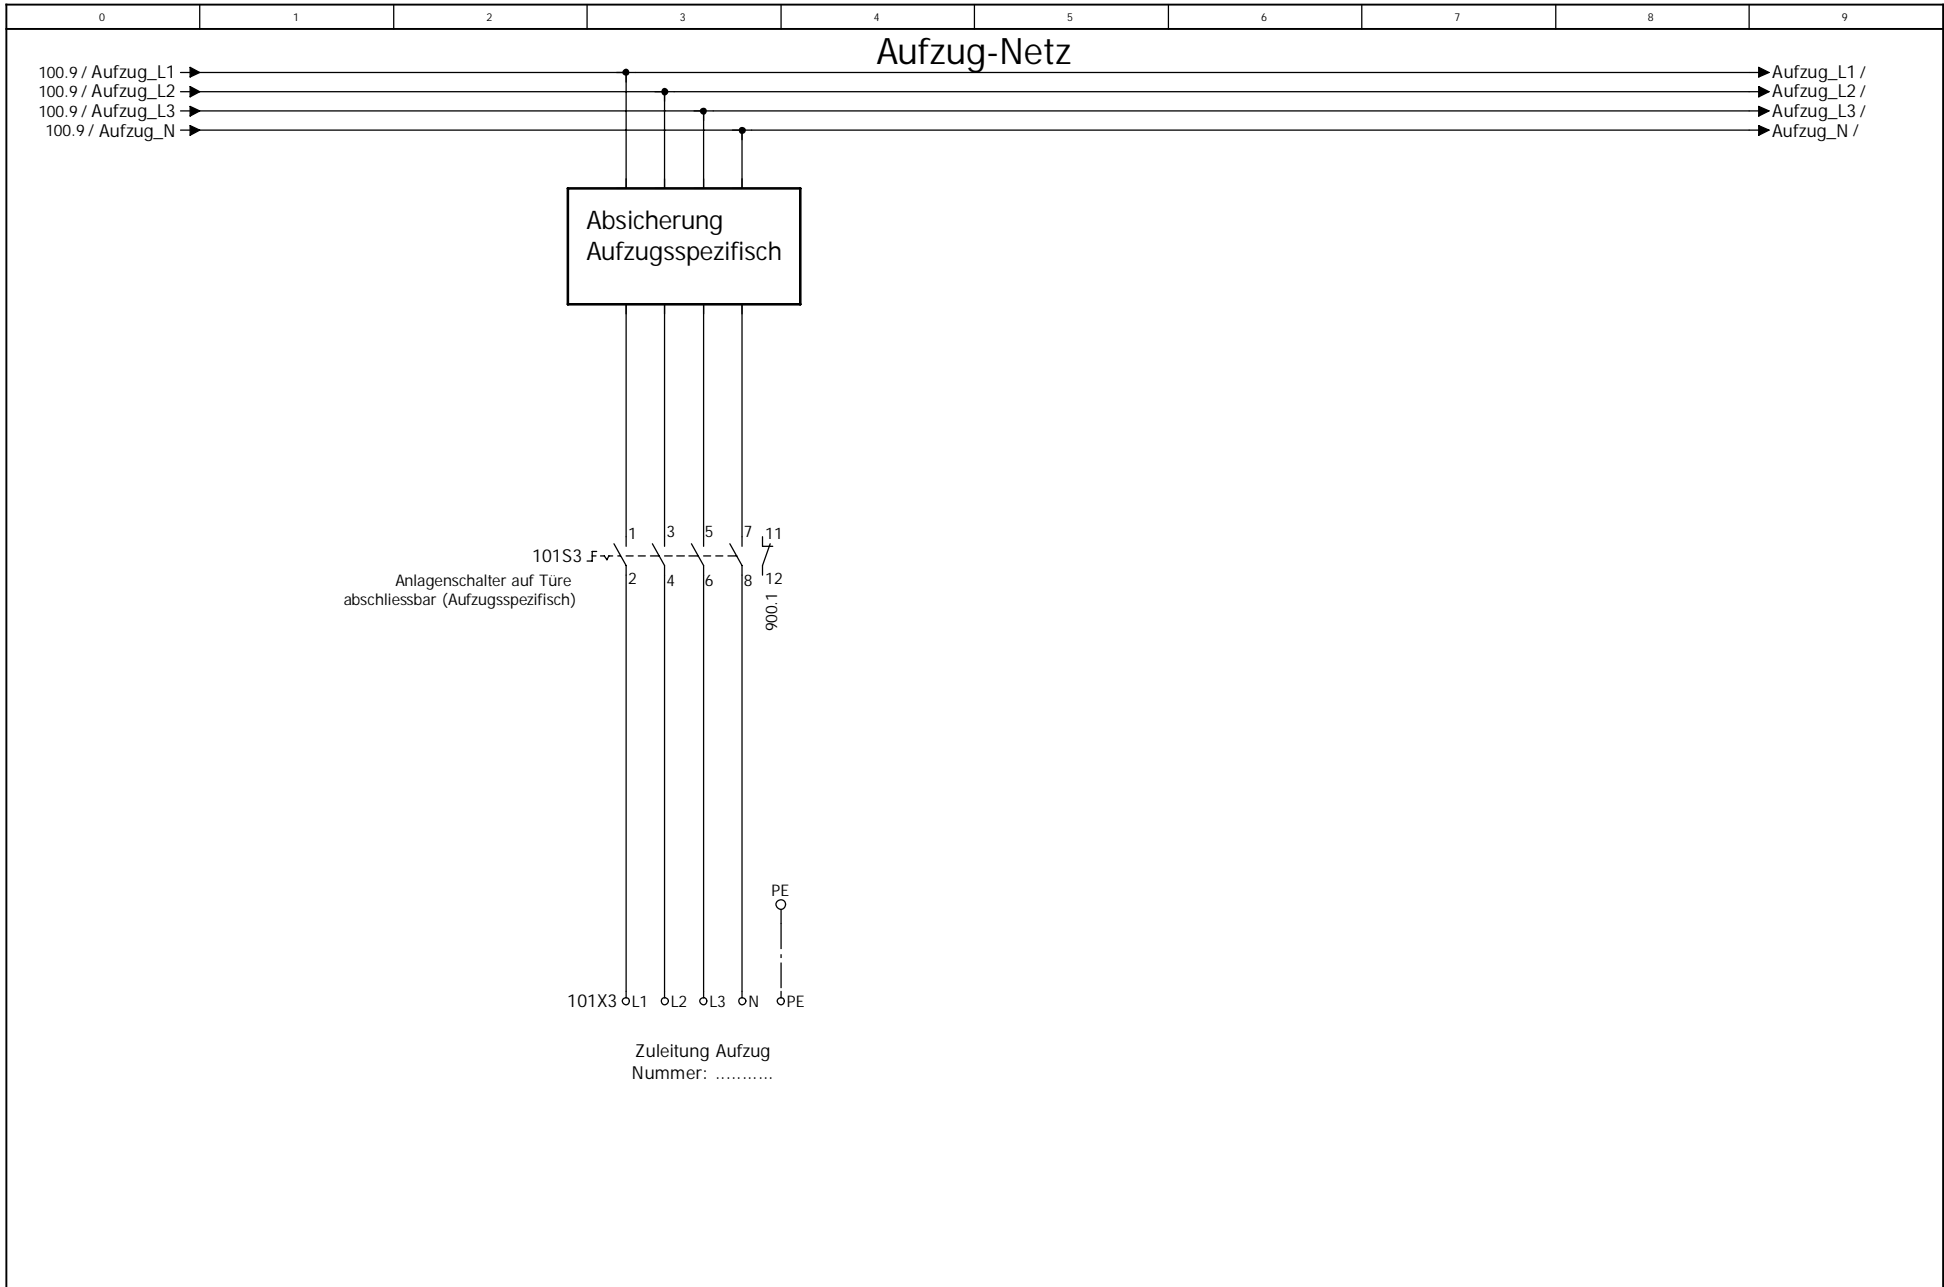 0 1 2 3 4 5 6 7 8 9
Aufzug-Netz
100.9 / Aufzug_L1 Aufzug_L1 /
100.9 / Aufzug_L2 Aufzug_L2 /
100.9 / Aufzug_L3 Aufzug_L3 /
100.9 / Aufzug_N Aufzug_N /
Absicherung
Aufzugsspezifisch
1 3 5 7 11
101S3
2 4 6 8 12
Anlagenschalter auf Türe
abschliessbar (Aufzugsspezifisch)
900.1
PE
101X3 L1 L2 L3 N PE
Zuleitung Aufzug
Nummer: ...........